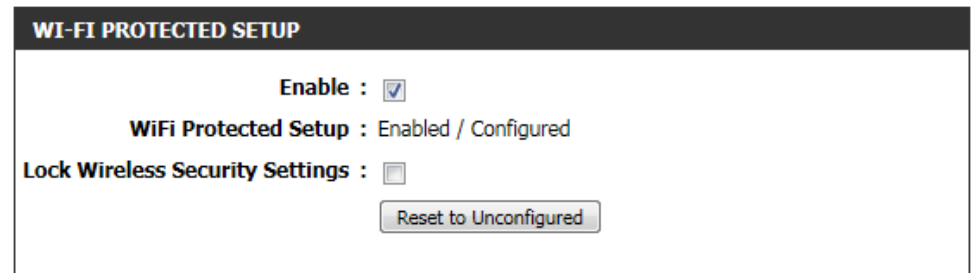 WI-FI PROTECTED SETUP
Enable :
WiFi Protected Setup : Enabled / Configured
Lock Wireless Security Settings :
Reset to Unconfigured